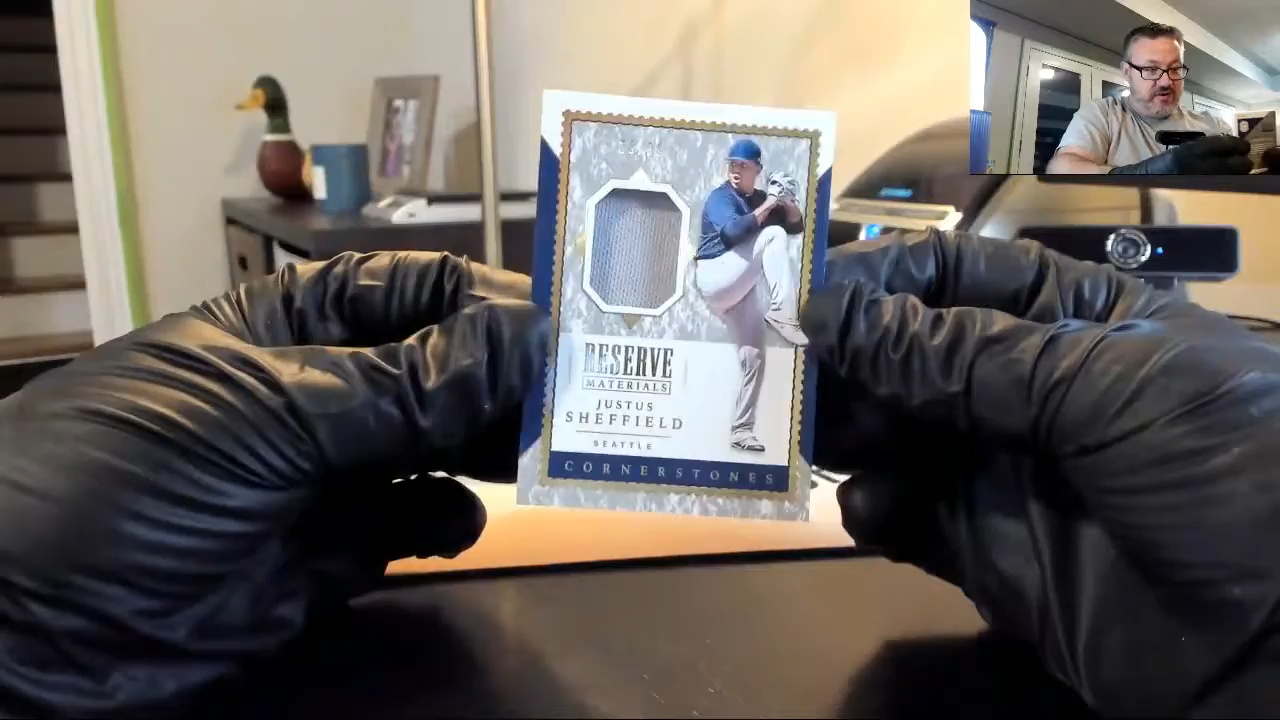 RESERVE
MATERIALS
JUSTUS
SHEFFIELD
SEATTLE
CORNERSTONES